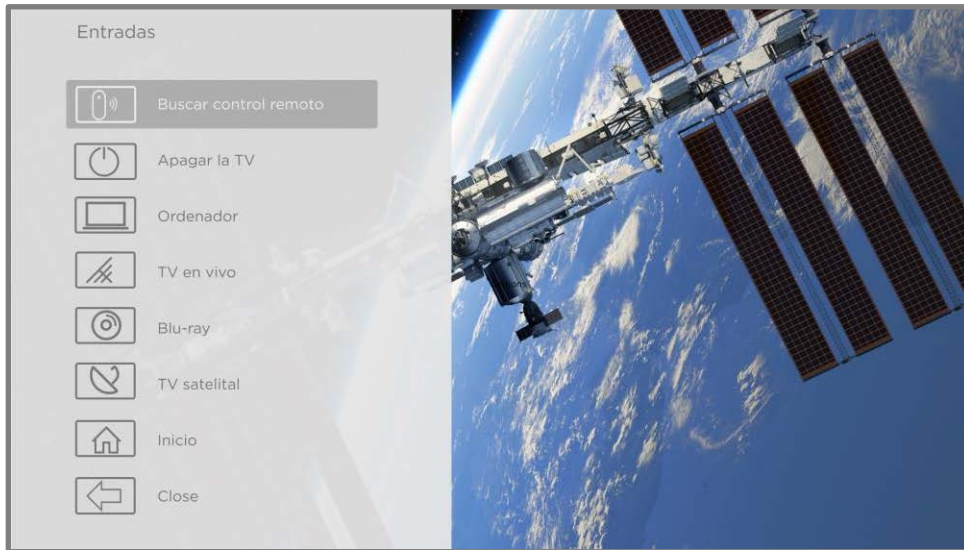 Entradas
Buscar control remoto
Apagar la TV
Ordenador
TV en vivo
Blu-ray
TV satelital
Inicio
Close